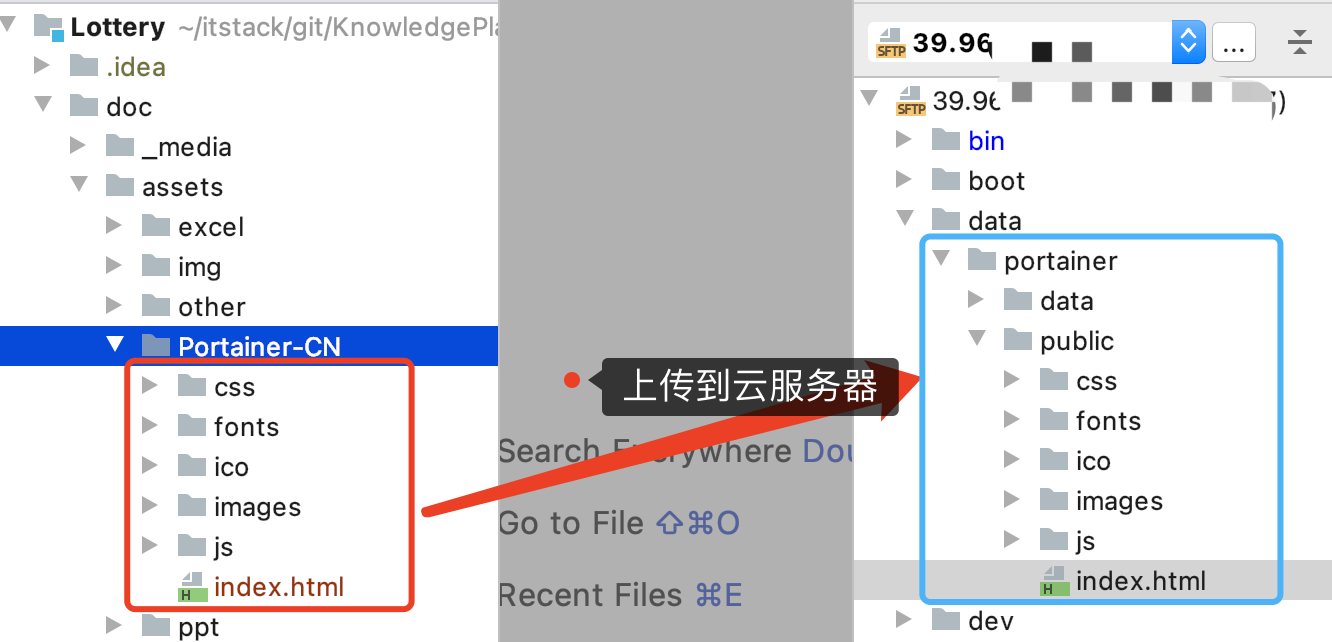 Lottery ~/itstack/git/KnowledgePla
.idea
doc
_media
assets
excel
img
other
Portainer-CN
css
fonts
ico
images
js
H index.html
ppt
上传到云服务器
Search Everywhere Dou
Go to File ⇧⌘O
Recent Files ⌘E
SFTP 39.96 ...
SFTP 39.96 )
bin
boot
data
portainer
data
public
css
fonts
ico
images
js
H index.html
dev